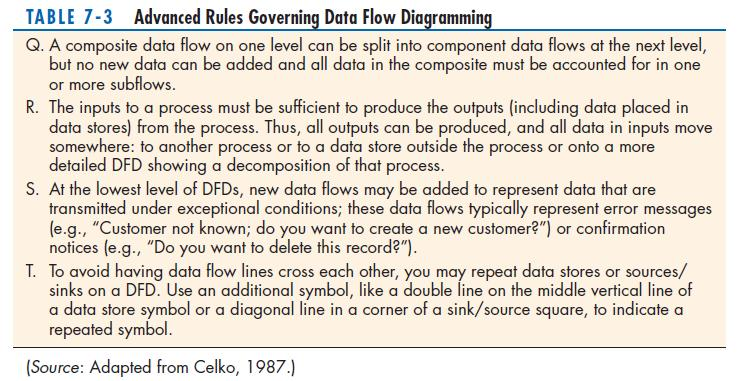 TABLE 7-3 Advanced Rules Governing Data Flow Diagramming
Q. A composite data flow on one level can be split into component data flows at the next level,
but no new data can be added and all data in the composite must be accounted for in one
or more subflows.
R. The inputs to a process must be sufficient to produce the outputs (including data placed in
data stores) from the process. Thus, all outputs can be produced, and all data in inputs move
somewhere: to another process or to a data store outside the process or onto a more
detailed DFD showing a decomposition of that process.
S. At the lowest level of DFDs, new data flows may be added to represent data that are
transmitted under exceptional conditions; these data flows typically represent error messages
(e.g., “Customer not known; do you want to create a new customer?”) or confirmation
notices (e.g., “Do you want to delete this record?”).
T. To avoid having data flow lines cross each other, you may repeat data stores or sources/
sinks on a DFD. Use an additional symbol, like a double line on the middle vertical line of
a data store symbol or a diagonal line in a corner of a sink/source square, to indicate a
repeated symbol.
(Source: Adapted from Celko, 1987.)